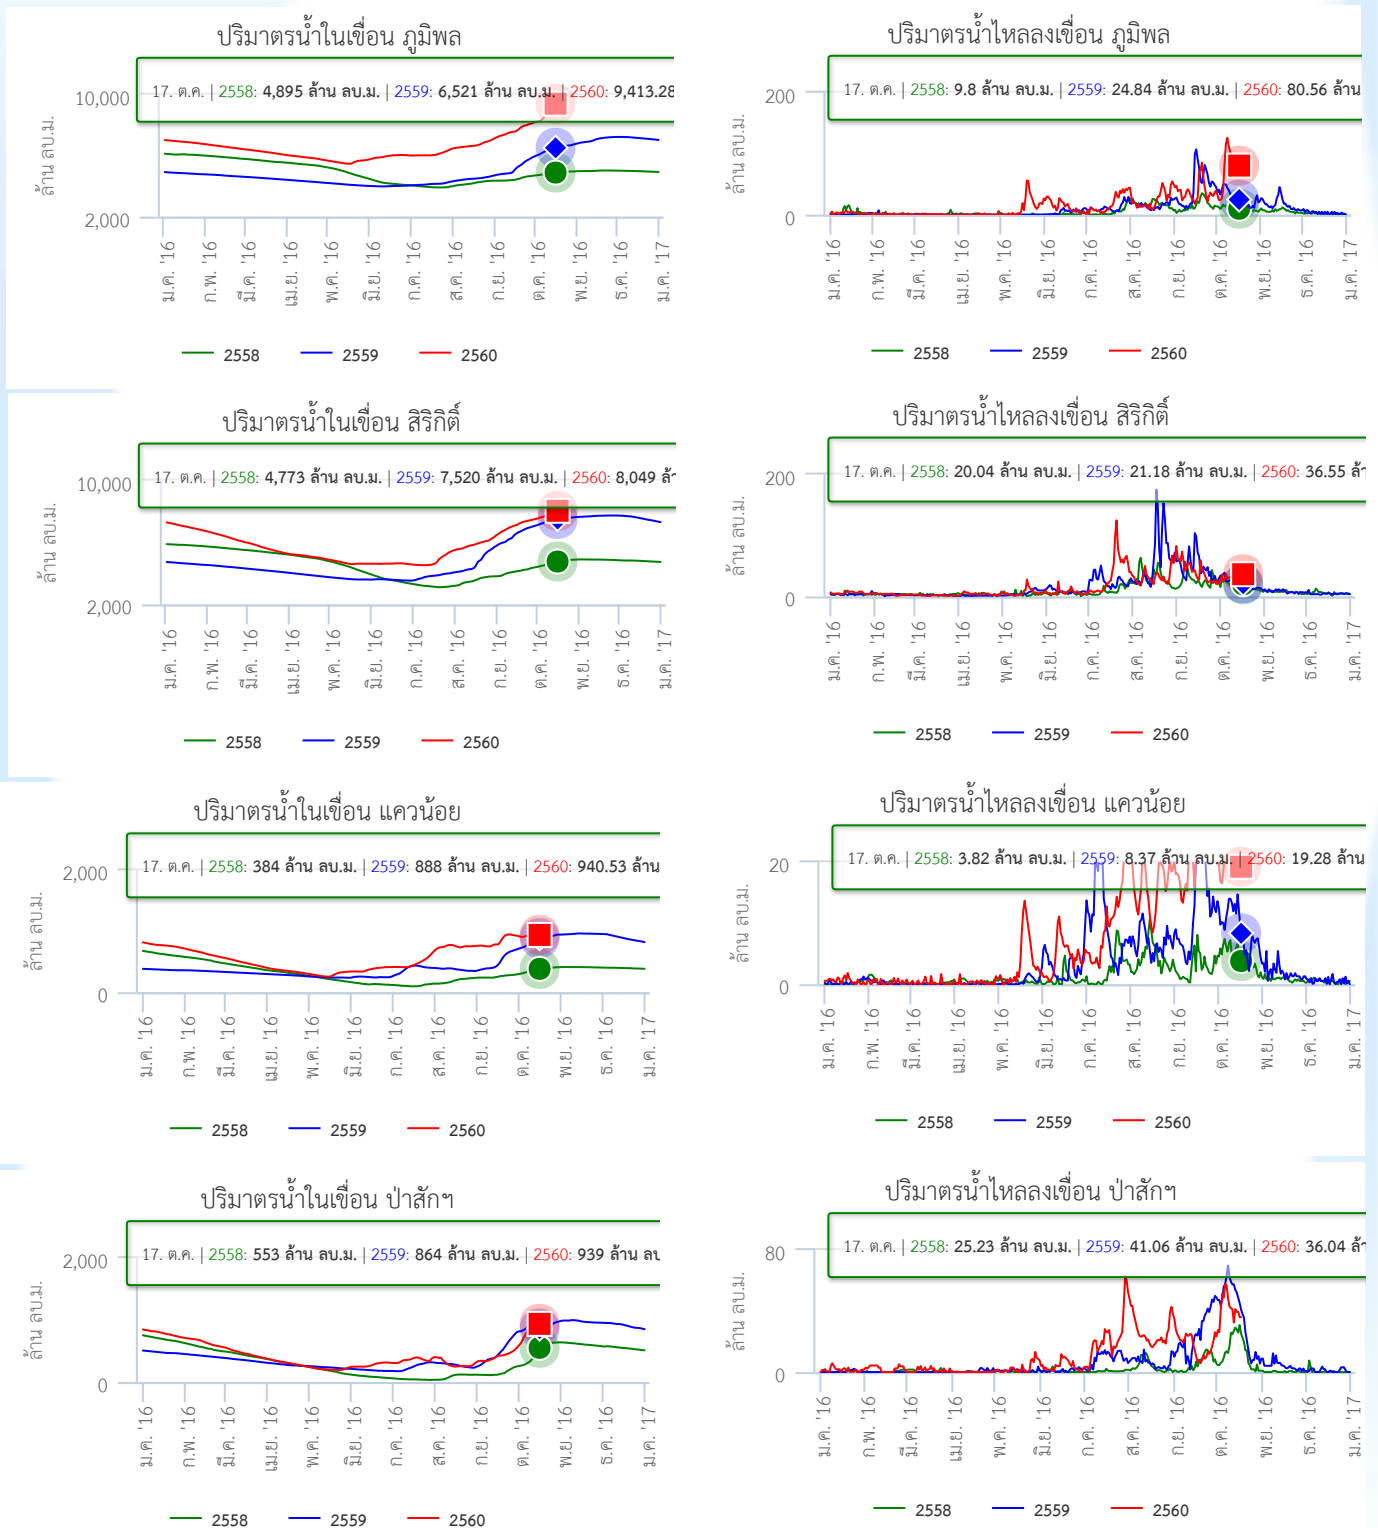 ปริมาตรน้ำในเขื่อน ภูมิพล
17. ต.ค. | 2558: 4,895 ล้าน ลบ.ม. | 2559: 6,521 ล้าน ลบ.ม. | 2560: 9,413.28
10,000
ล้าน ลบ.ม.
2,000
ม.ค. '16
ก.พ. '16
มี.ค. '16
เม.ย. '16
พ.ค. '16
มิ.ย. '16
ก.ค. '16
ส.ค. '16
ก.ย. '16
ต.ค. '16
พ.ย. '16
ธ.ค. '16
ม.ค. '17
2558 2559 2560
ปริมาตรน้ำไหลลงเขื่อน ภูมิพล
17. ต.ค. | 2558: 9.8 ล้าน ลบ.ม. | 2559: 24.84 ล้าน ลบ.ม. | 2560: 80.56 ล้าน
200
ล้าน ลบ.ม.
0
ม.ค. '16
ก.พ. '16
มี.ค. '16
เม.ย. '16
พ.ค. '16
มิ.ย. '16
ก.ค. '16
ส.ค. '16
ก.ย. '16
ต.ค. '16
พ.ย. '16
ธ.ค. '16
ม.ค. '17
2558 2559 2560
ปริมาตรน้ำในเขื่อน สิริกิติ์
17. ต.ค. | 2558: 4,773 ล้าน ลบ.ม. | 2559: 7,520 ล้าน ลบ.ม. | 2560: 8,049 ล้า
10,000
ล้าน ลบ.ม.
2,000
ม.ค. '16
ก.พ. '16
มี.ค. '16
เม.ย. '16
พ.ค. '16
มิ.ย. '16
ก.ค. '16
ส.ค. '16
ก.ย. '16
ต.ค. '16
พ.ย. '16
ธ.ค. '16
ม.ค. '17
2558 2559 2560
ปริมาตรน้ำไหลลงเขื่อน สิริกิติ์
17. ต.ค. | 2558: 20.04 ล้าน ลบ.ม. | 2559: 21.18 ล้าน ลบ.ม. | 2560: 36.55 ล้า
200
ล้าน ลบ.ม.
0
ม.ค. '16
ก.พ. '16
มี.ค. '16
เม.ย. '16
พ.ค. '16
มิ.ย. '16
ก.ค. '16
ส.ค. '16
ก.ย. '16
ต.ค. '16
พ.ย. '16
ธ.ค. '16
ม.ค. '17
2558 2559 2560
ปริมาตรน้ำในเขื่อน แควน้อย
17. ต.ค. | 2558: 384 ล้าน ลบ.ม. | 2559: 888 ล้าน ลบ.ม. | 2560: 940.53 ล้าน
2,000
ล้าน ลบ.ม.
0
ม.ค. '16
ก.พ. '16
มี.ค. '16
เม.ย. '16
พ.ค. '16
มิ.ย. '16
ก.ค. '16
ส.ค. '16
ก.ย. '16
ต.ค. '16
พ.ย. '16
ธ.ค. '16
ม.ค. '17
2558 2559 2560
ปริมาตรน้ำไหลลงเขื่อน แควน้อย
17. ต.ค. | 2558: 3.82 ล้าน ลบ.ม. | 2559: 8.37 ล้าน ลบ.ม. | 2560: 19.28 ล้าน
20
ล้าน ลบ.ม.
0
ม.ค. '16
ก.พ. '16
มี.ค. '16
เม.ย. '16
พ.ค. '16
มิ.ย. '16
ก.ค. '16
ส.ค. '16
ก.ย. '16
ต.ค. '16
พ.ย. '16
ธ.ค. '16
ม.ค. '17
2558 2559 2560
ปริมาตรน้ำในเขื่อน ป่าสักฯ
17. ต.ค. | 2558: 553 ล้าน ลบ.ม. | 2559: 864 ล้าน ลบ.ม. | 2560: 939 ล้าน ลบ
2,000
ล้าน ลบ.ม.
0
ม.ค. '16
ก.พ. '16
มี.ค. '16
เม.ย. '16
พ.ค. '16
มิ.ย. '16
ก.ค. '16
ส.ค. '16
ก.ย. '16
ต.ค. '16
พ.ย. '16
ธ.ค. '16
ม.ค. '17
2558 2559 2560
ปริมาตรน้ำไหลลงเขื่อน ป่าสักฯ
17. ต.ค. | 2558: 25.23 ล้าน ลบ.ม. | 2559: 41.06 ล้าน ลบ.ม. | 2560: 36.04 ล้า
80
ล้าน ลบ.ม.
0
ม.ค. '16
ก.พ. '16
มี.ค. '16
เม.ย. '16
พ.ค. '16
มิ.ย. '16
ก.ค. '16
ส.ค. '16
ก.ย. '16
ต.ค. '16
พ.ย. '16
ธ.ค. '16
ม.ค. '17
2558 2559 2560